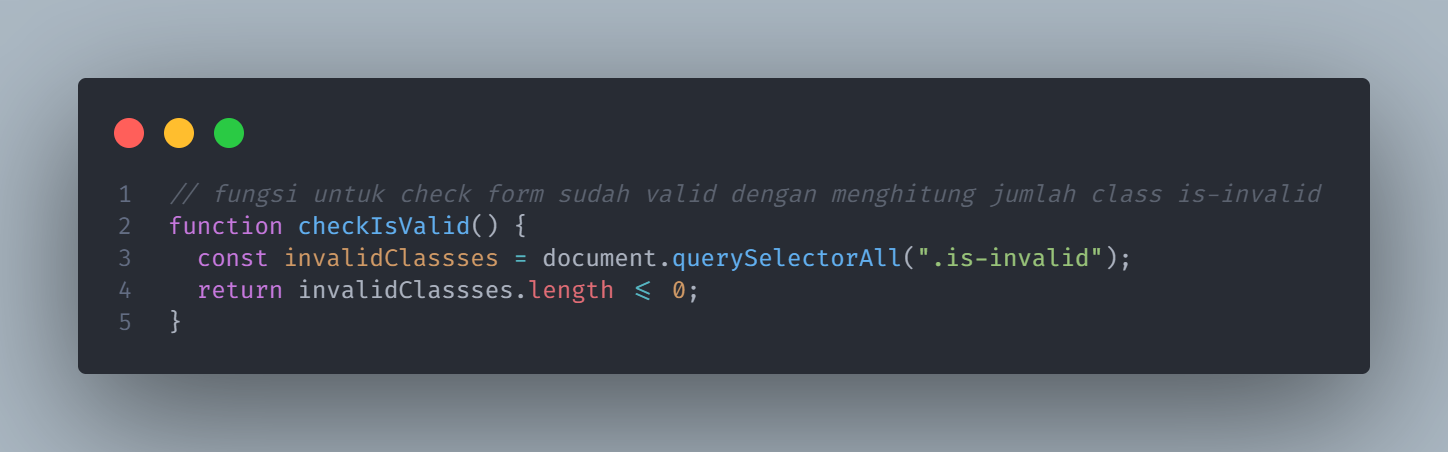 1 // fungsi untuk check form sudah valid dengan menghitung jumlah class is-invalid
2 function checkIsValid() {
3 const invalidClassses = document.querySelectorAll(".is-invalid");
4 return invalidClassses.length <= 0;
5 }